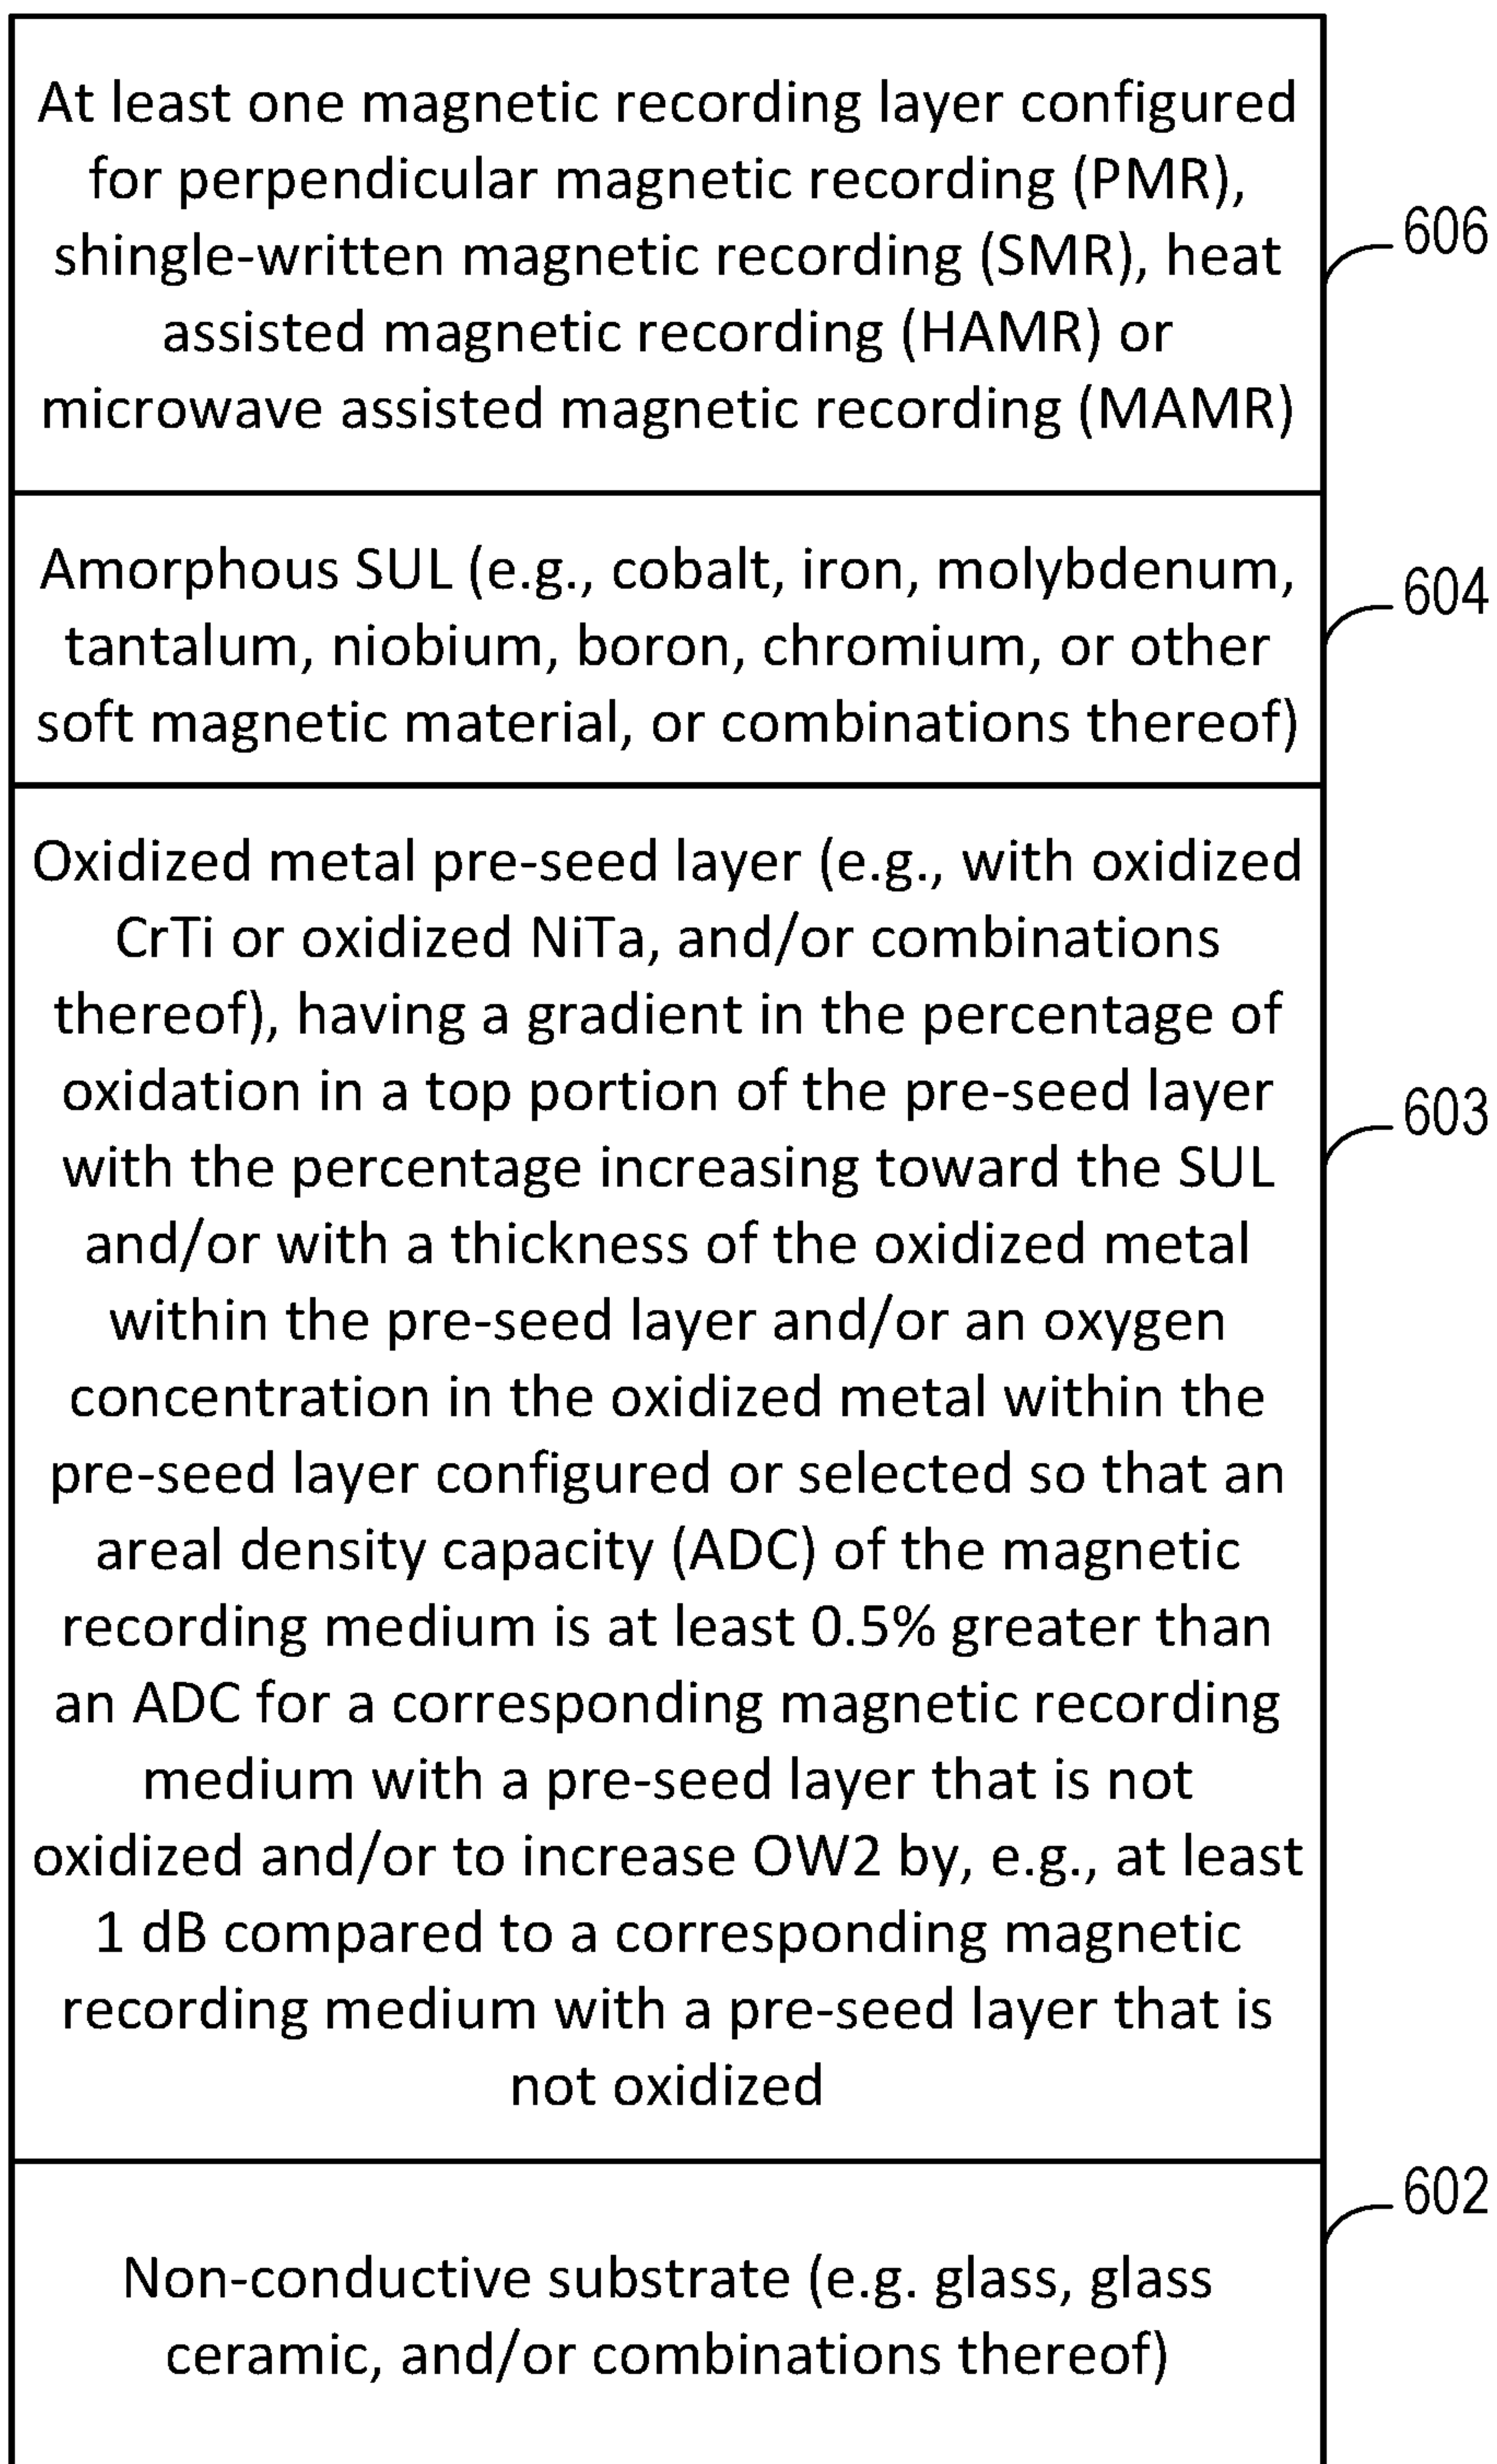 At least one magnetic recording layer configured
for perpendicular magnetic recording (PMR),
shingle-written magnetic recording (SMR), heat
assisted magnetic recording (HAMR) or
microwave assisted magnetic recording (MAMR)
606
Amorphous SUL (e.g., cobalt, iron, molybdenum,
tantalum, niobium, boron, chromium, or other
soft magnetic material, or combinations thereof)
604
Oxidized metal pre-seed layer (e.g., with oxidized
CrTi or oxidized NiTa, and/or combinations
thereof), having a gradient in the percentage of
oxidation in a top portion of the pre-seed layer
with the percentage increasing toward the SUL
and/or with a thickness of the oxidized metal
within the pre-seed layer and/or an oxygen
concentration in the oxidized metal within the
pre-seed layer configured or selected so that an
areal density capacity (ADC) of the magnetic
recording medium is at least 0.5% greater than
an ADC for a corresponding magnetic recording
medium with a pre-seed layer that is not
oxidized and/or to increase OW2 by, e.g., at least
1 dB compared to a corresponding magnetic
recording medium with a pre-seed layer that is
not oxidized
603
Non-conductive substrate (e.g. glass, glass
ceramic, and/or combinations thereof)
602